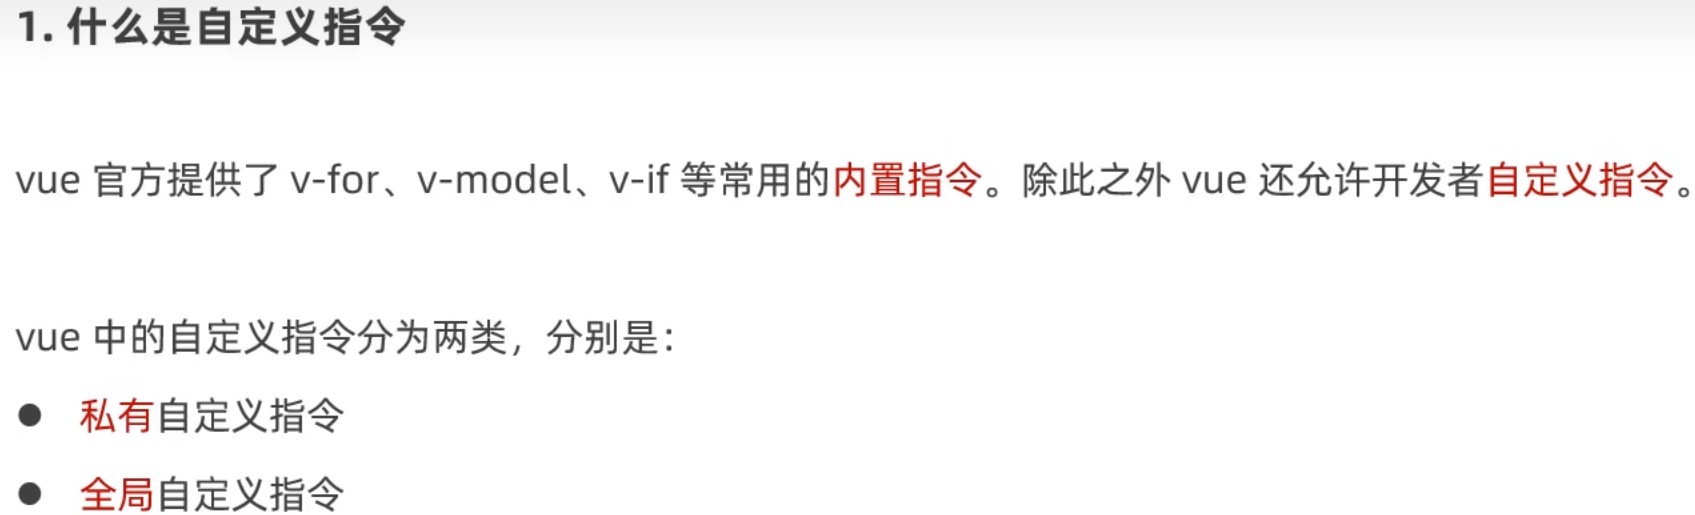 1. 什么是自定义指令
vue 官方提供了 v-for、v-model、v-if 等常用的内置指令。除此之外 vue 还允许开发者自定义指令。
vue 中的自定义指令分为两类，分别是：
● 私有自定义指令
● 全局自定义指令